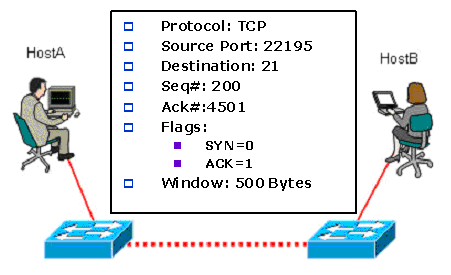 HostA
HostB
Protocol: TCP
Source Port: 22195
Destination: 21
Seq#: 200
Ack#:4501
Flags:
SYN=0
ACK=1
Window: 500 Bytes